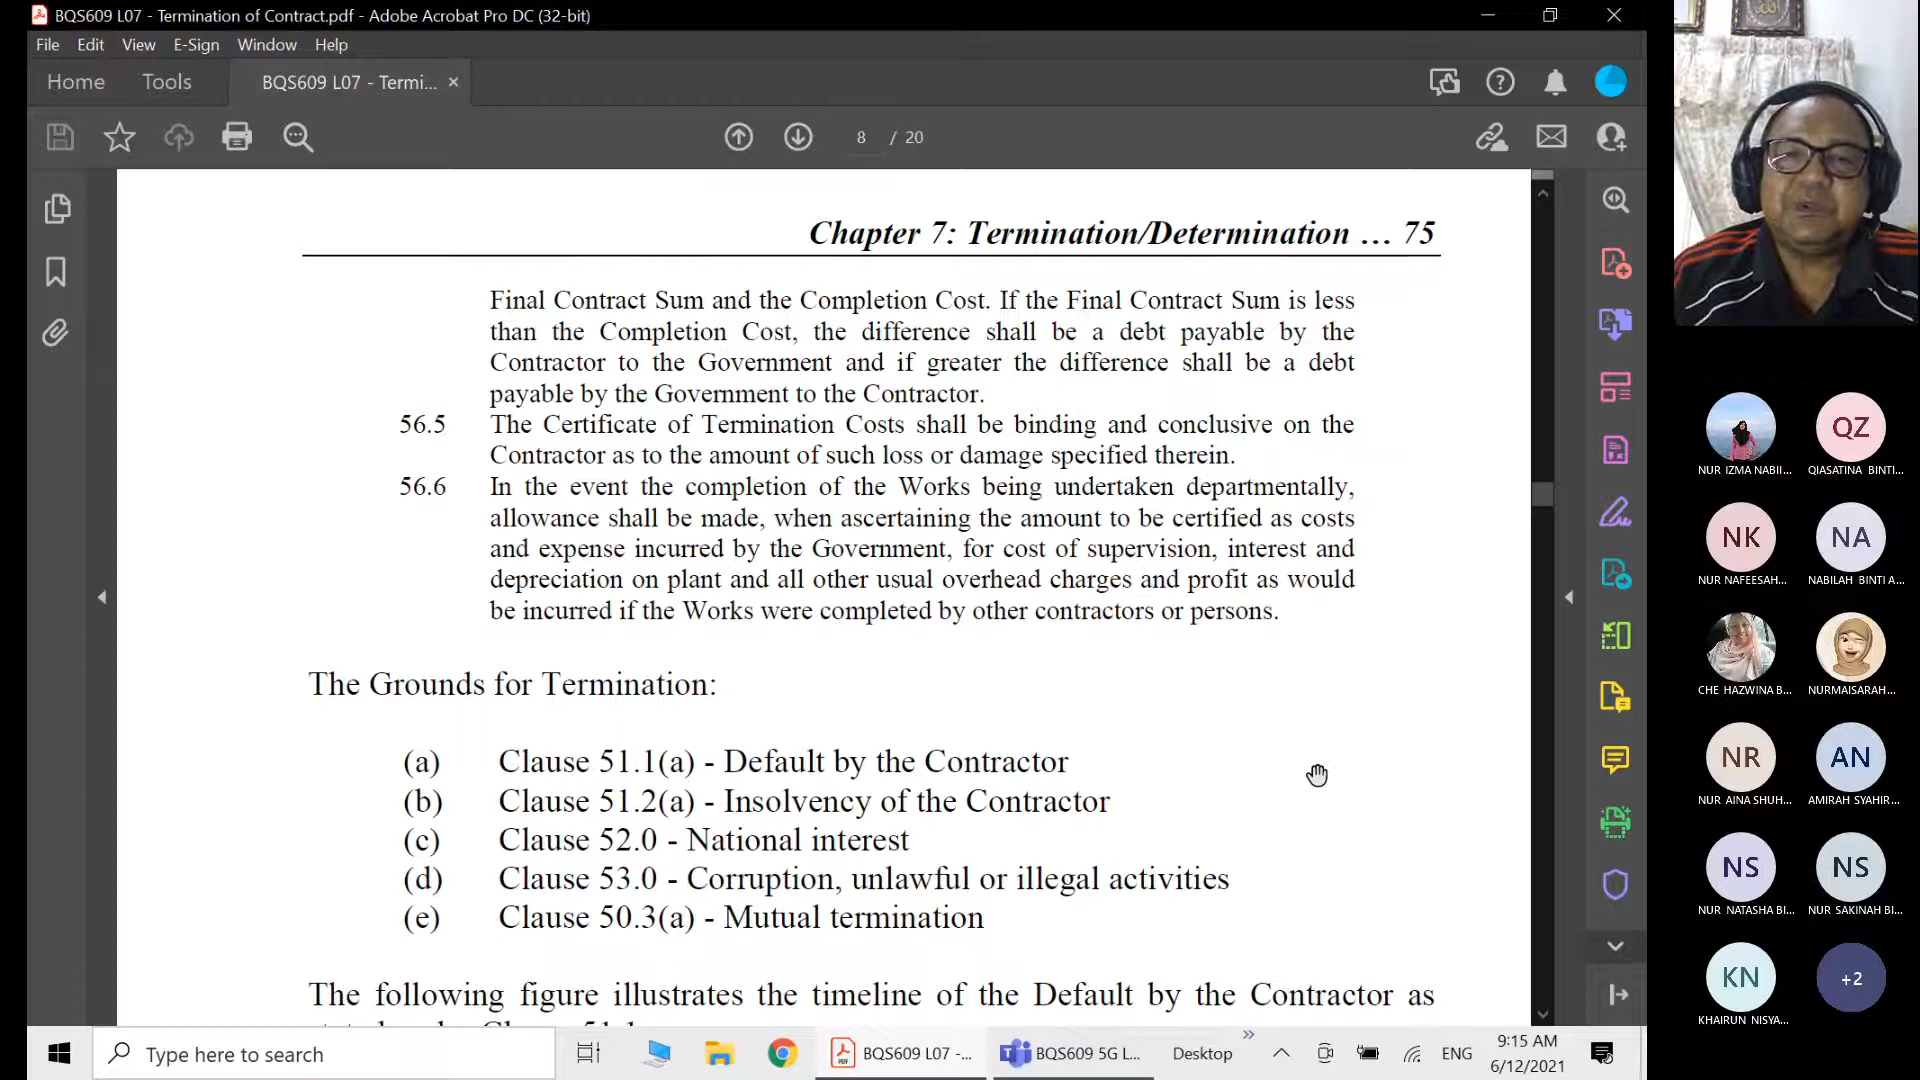 BQS609 L07 - Termination of Contract.pdf - Adobe Acrobat Pro DC (32-bit)
File Edit View E-Sign Window Help
Home Tools BQS609 L07 - Termi... ×
8 / 20
Chapter 7: Termination/Determination … 75
Final Contract Sum and the Completion Cost. If the Final Contract Sum is less
than the Completion Cost, the difference shall be a debt payable by the
Contractor to the Government and if greater the difference shall be a debt
payable by the Government to the Contractor.
56.5 The Certificate of Termination Costs shall be binding and conclusive on the
Contractor as to the amount of such loss or damage specified therein.
56.6 In the event the completion of the Works being undertaken departmentally,
allowance shall be made, when ascertaining the amount to be certified as costs
and expense incurred by the Government, for cost of supervision, interest and
depreciation on plant and all other usual overhead charges and profit as would
be incurred if the Works were completed by other contractors or persons.
The Grounds for Termination:
(a) Clause 51.1(a) - Default by the Contractor
(b) Clause 51.2(a) - Insolvency of the Contractor
(c) Clause 52.0 - National interest
(d) Clause 53.0 - Corruption, unlawful or illegal activities
(e) Clause 50.3(a) - Mutual termination
The following figure illustrates the timeline of the Default by the Contractor as
QZ
NUR IZMA NABII... QIASATINA BINTI...
NK NA
NUR NAFEESAH... NABILAH BINTI A...
CHE HAZWINA B... NURMAISARAH...
NR AN
NUR AINA SHUH... AMIRAH SYAHIR...
NS NS
NUR NATASHA BI... NUR SAKINAH BI...
KN +2
KHAIRUN NISYA...
Type here to search
BQS609 L07 -... BQS609 5G L... Desktop ENG
9:15 AM
6/12/2021